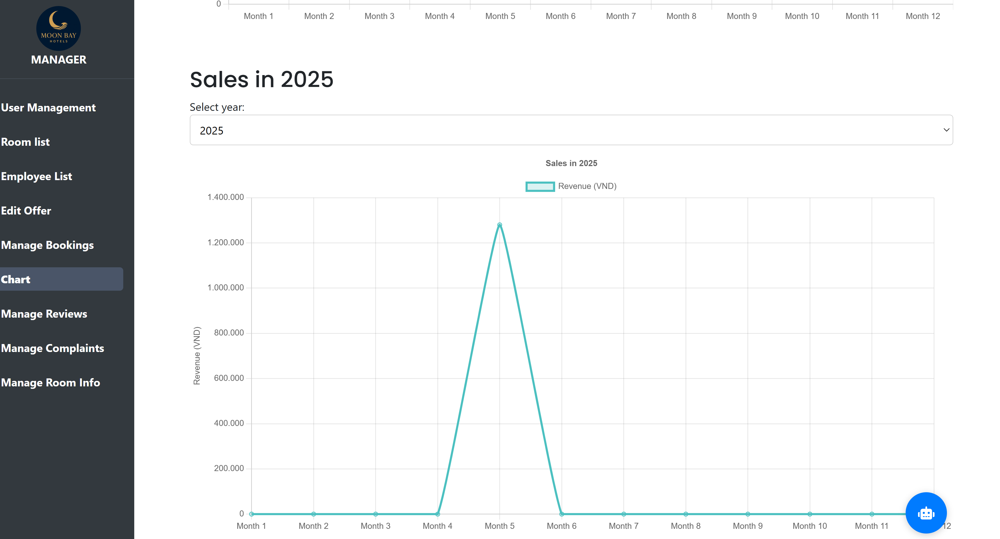 MOON BAY
HOTELS
MANAGER
User Management
Room list
Employee List
Edit Offer
Manage Bookings
Chart
Manage Reviews
Manage Complaints
Manage Room Info
0
Month 1 Month 2 Month 3 Month 4 Month 5 Month 6 Month 7 Month 8 Month 9 Month 10 Month 11 Month 12
Sales in 2025
Select year:
2025
Sales in 2025
Revenue (VND)
Revenue (VND)
1.400.000
1.200.000
1.000.000
800.000
600.000
400.000
200.000
0
Month 1 Month 2 Month 3 Month 4 Month 5 Month 6 Month 7 Month 8 Month 9 Month 10 Month 11 12